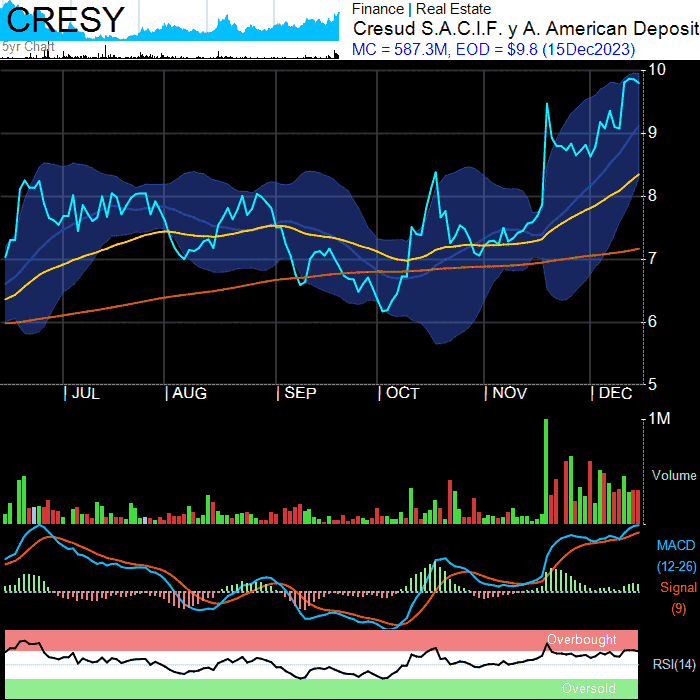 CRESY
5yr Chart
Finance | Real Estate
Cresud S.A.C.I.F. y A. American Deposit
MC = 587.3M, EOD = $9.8 (15Dec2023)
10
9
8
7
6
5
| JUL | AUG | SEP | OCT | NOV | DEC
1M
Volume
MACD
(12-26)
Signal
(9)
Overbought
RSI(14)
Oversold